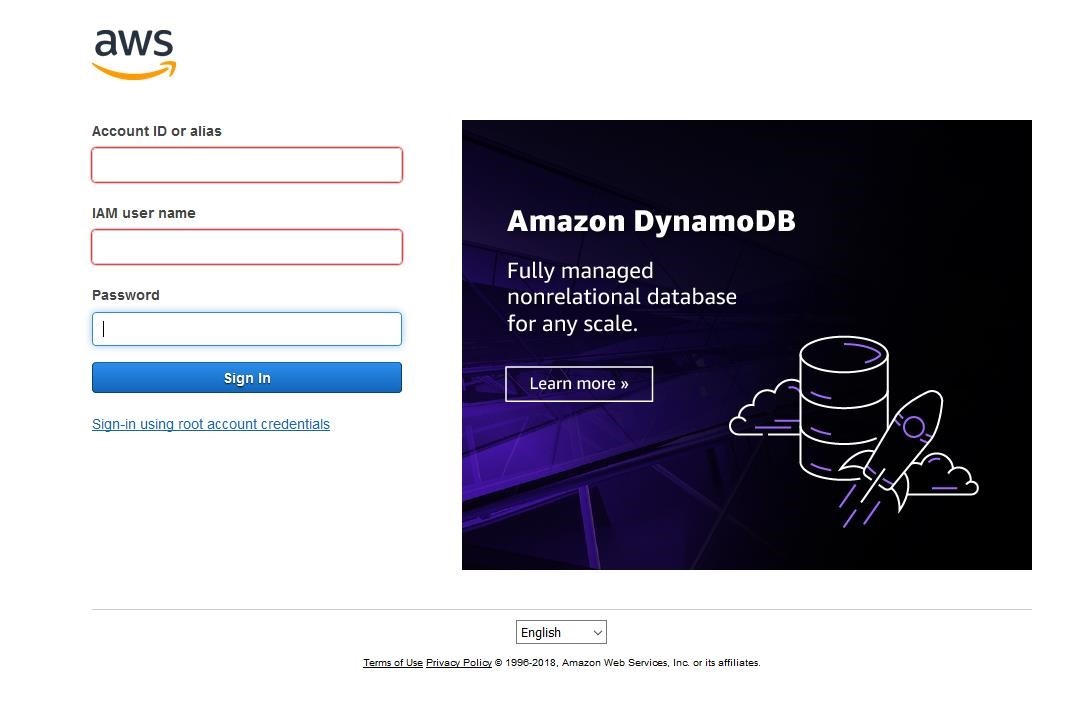 aws
Account ID or alias
IAM user name
Password
Sign In
Sign-in using root account credentials
Amazon DynamoDB
Fully managed
nonrelational database
for any scale.
Learn more »
English
Terms of Use Privacy Policy © 1996-2018, Amazon Web Services, Inc. or its affiliates.